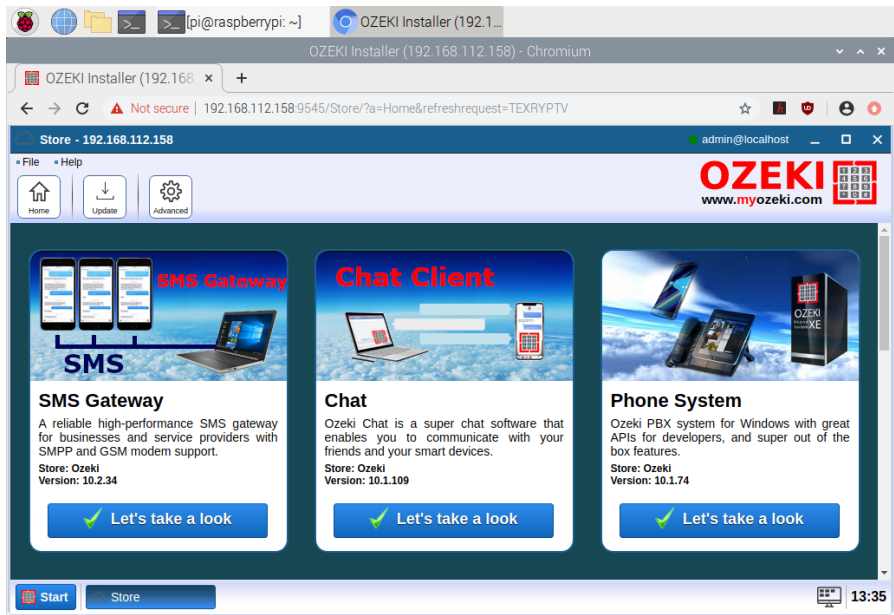 [pi@raspberrypi: ~]
OZEKI Installer (192.1...
OZEKI Installer (192.168.112.158) - Chromium
OZEKI Installer (192.168
Not secure | 192.168.112.158:9545/Store/?a=Home&refreshrequest=TEXRYPTV
Store - 192.168.112.158
admin@localhost
File
Help
Home
Update
Advanced
OZEKI
www.myozeki.com
SMS Gateway
SMS
SMS Gateway
A reliable high-performance SMS gateway
for businesses and service providers with
SMPP and GSM modem support.
Store: Ozeki
Version: 10.2.34
Let's take a look
Chat Client
Chat
Ozeki Chat is a super chat software that
enables you to communicate with your
friends and your smart devices.
Store: Ozeki
Version: 10.1.109
Let's take a look
OZEKI
XE
Phone System
Ozeki PBX system for Windows with great
APIs for developers, and super out of the
box features.
Store: Ozeki
Version: 10.1.74
Let's take a look
Start
Store
13:35